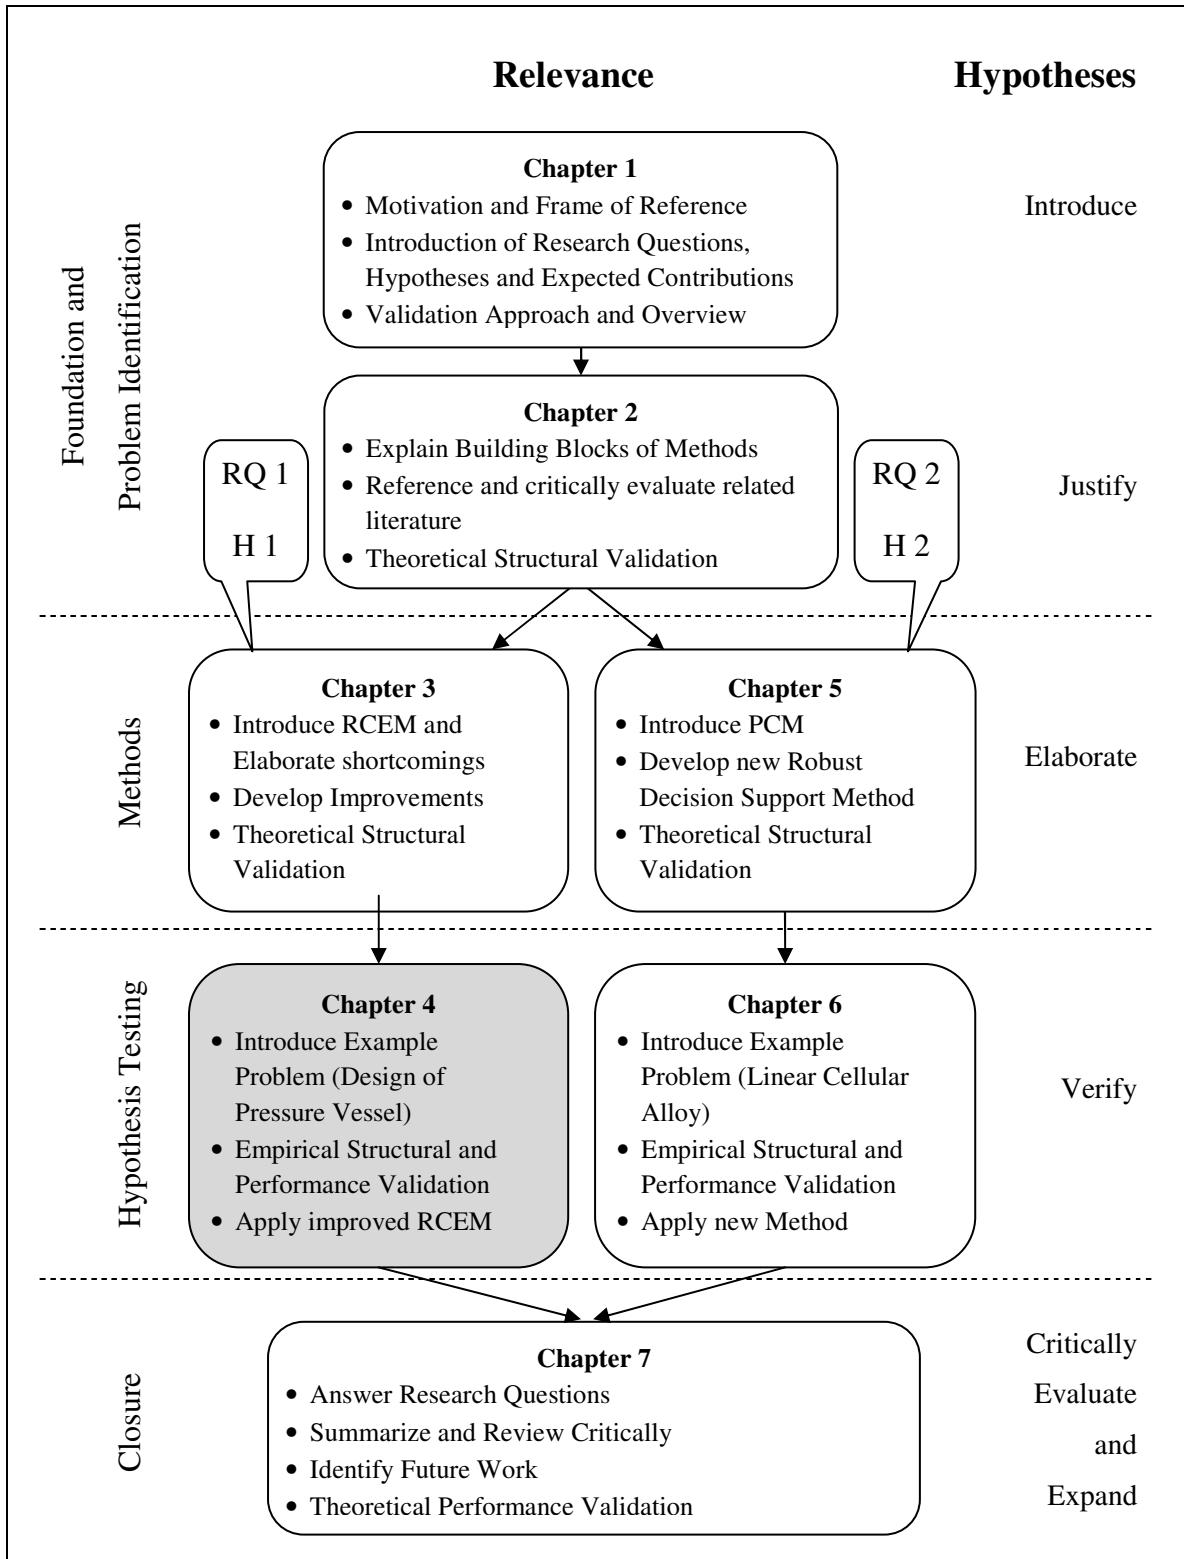 Relevance
Hypotheses
Foundation and
Problem Identification
Chapter 1
• Motivation and Frame of Reference
• Introduction of Research Questions,
Hypotheses and Expected Contributions
• Validation Approach and Overview
Introduce
Chapter 2
• Explain Building Blocks of Methods
• Reference and critically evaluate related
literature
• Theoretical Structural Validation
RQ 1
H 1
RQ 2
H 2
Justify
Methods
Chapter 3
• Introduce RCEM and
Elaborate shortcomings
• Develop Improvements
• Theoretical Structural
Validation
Chapter 5
• Introduce PCM
• Develop new Robust
Decision Support Method
• Theoretical Structural
Validation
Elaborate
Hypothesis Testing
Chapter 4
• Introduce Example
Problem (Design of
Pressure Vessel)
• Empirical Structural and
Performance Validation
• Apply improved RCEM
Chapter 6
• Introduce Example
Problem (Linear Cellular
Alloy)
• Empirical Structural and
Performance Validation
• Apply new Method
Verify
Closure
Chapter 7
• Answer Research Questions
• Summarize and Review Critically
• Identify Future Work
• Theoretical Performance Validation
Critically
Evaluate
and
Expand